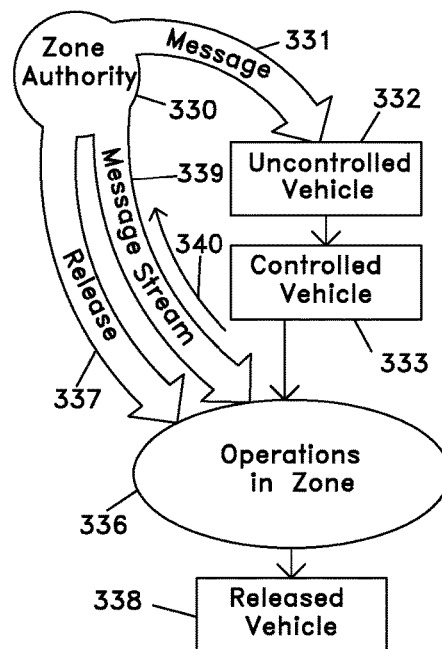 Zone
Authority
Message
331
330
332
Uncontrolled
Vehicle
339
Message Stream
340
Controlled
Vehicle
333
Release
337
Operations
in Zone
336
338
Released
Vehicle